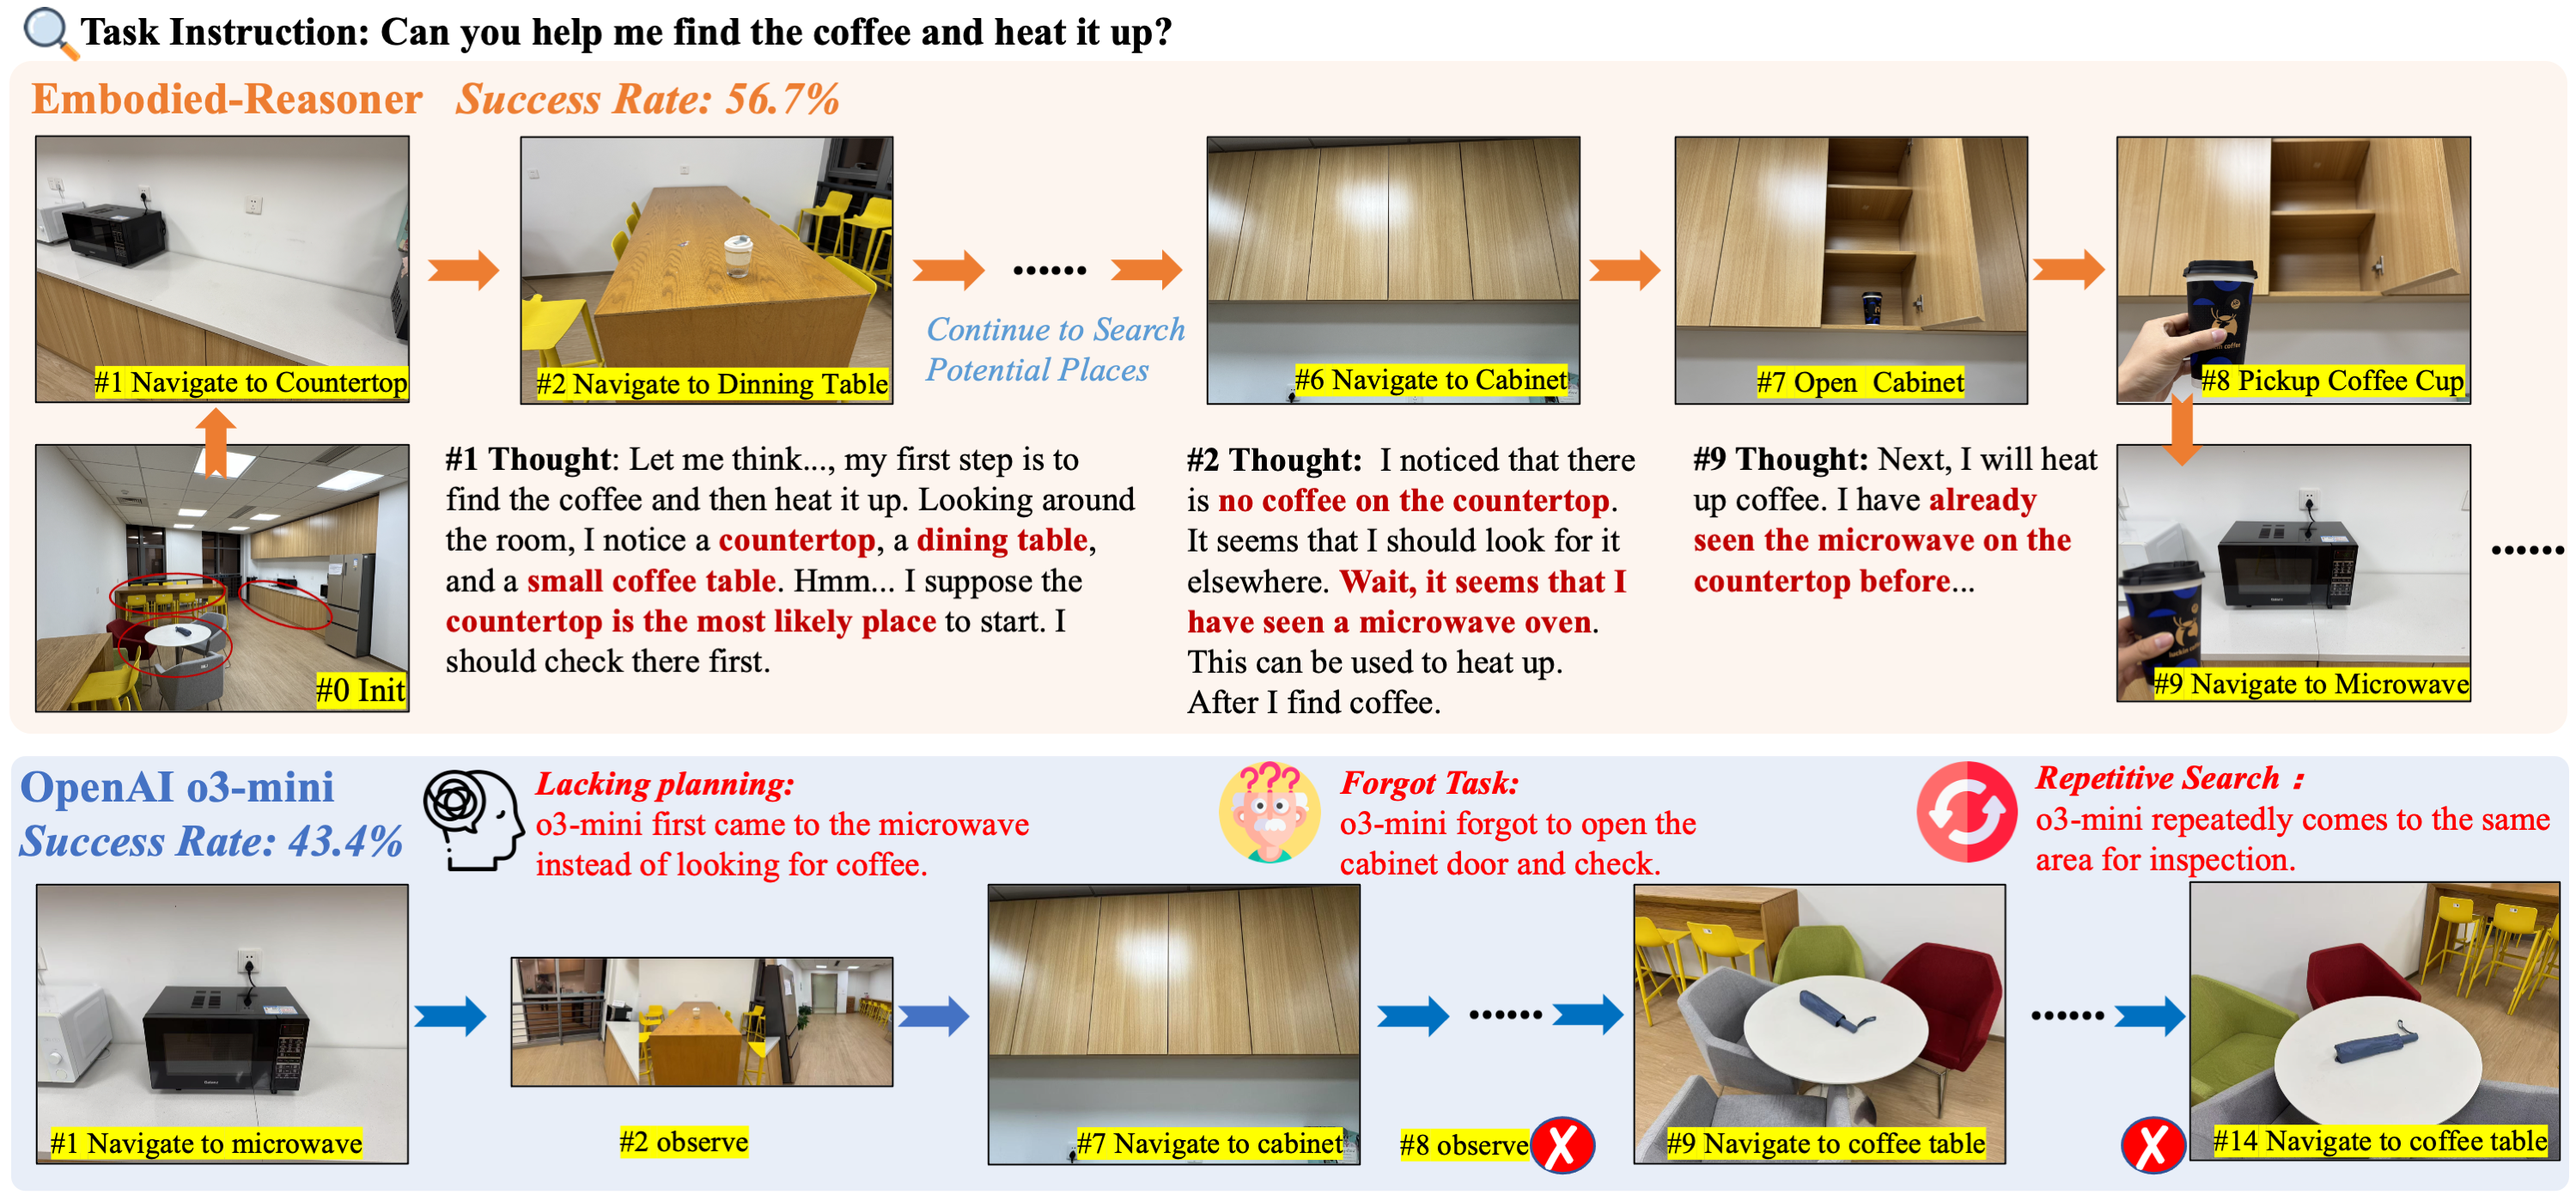 Task Instruction: Can you help me find the coffee and heat it up?
Embodied-Reasoner Success Rate: 56.7%
#1 Navigate to Countertop
#2 Navigate to Dinning Table
......
Continue to Search
Potential Places
#6 Navigate to Cabinet
#7 Open Cabinet
#8 Pickup Coffee Cup
#0 Init
#1 Thought: Let me think..., my first step is to
find the coffee and then heat it up. Looking around
the room, I notice a countertop, a dining table,
and a small coffee table. Hmm... I suppose the
countertop is the most likely place to start. I
should check there first.
#2 Thought: I noticed that there
is no coffee on the countertop.
It seems that I should look for it
elsewhere. Wait, it seems that I
have seen a microwave oven.
This can be used to heat up.
After I find coffee.
#9 Thought: Next, I will heat
up coffee. I have already
seen the microwave on the
countertop before...
luckin coffee
#9 Navigate to Microwave
......
OpenAI o3-mini
Success Rate: 43.4%
Lacking planning:
o3-mini first came to the microwave
instead of looking for coffee.
???
Forgot Task:
o3-mini forgot to open the
cabinet door and check.
Repetitive Search：
o3-mini repeatedly comes to the same
area for inspection.
#1 Navigate to microwave
#2 observe
#7 Navigate to cabinet
......
#8 observe
X
#9 Navigate to coffee table
......
X
#14 Navigate to coffee table